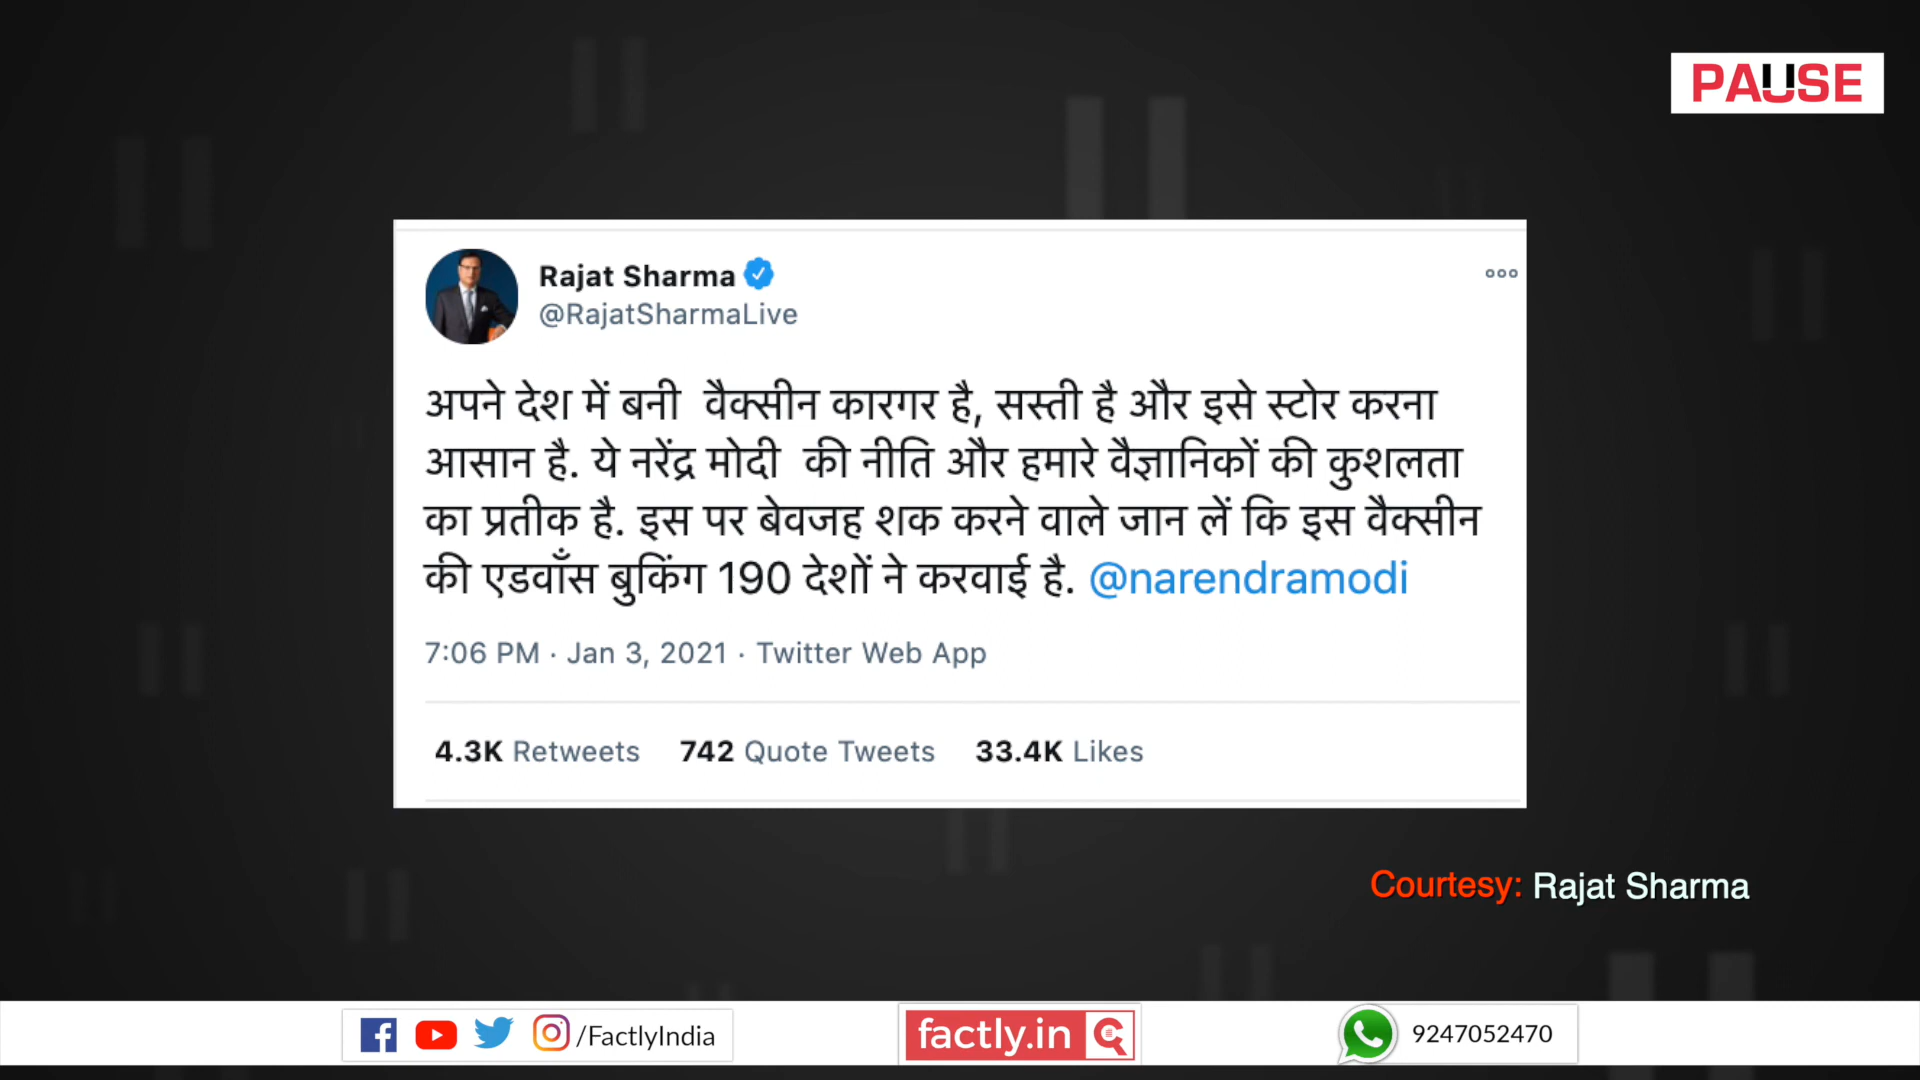 PAUSE
Rajat Sharma
@RajatSharmaLive
अपने देश में बनी वैक्सीन कारगर है, सस्ती है और इसे स्टोर करना
आसान है. ये नरेंद्र मोदी की नीति और हमारे वैज्ञानिकों की कुशलता
का प्रतीक है. इस पर बेवजह शक करने वाले जान लें कि इस वैक्सीन
की एडवाँस बुकिंग 190 देशों ने करवाई है. @narendramodi
7:06 PM · Jan 3, 2021 · Twitter Web App
4.3K Retweets 742 Quote Tweets 33.4K Likes
Courtesy: Rajat Sharma
/FactlyIndia factly.in 9247052470